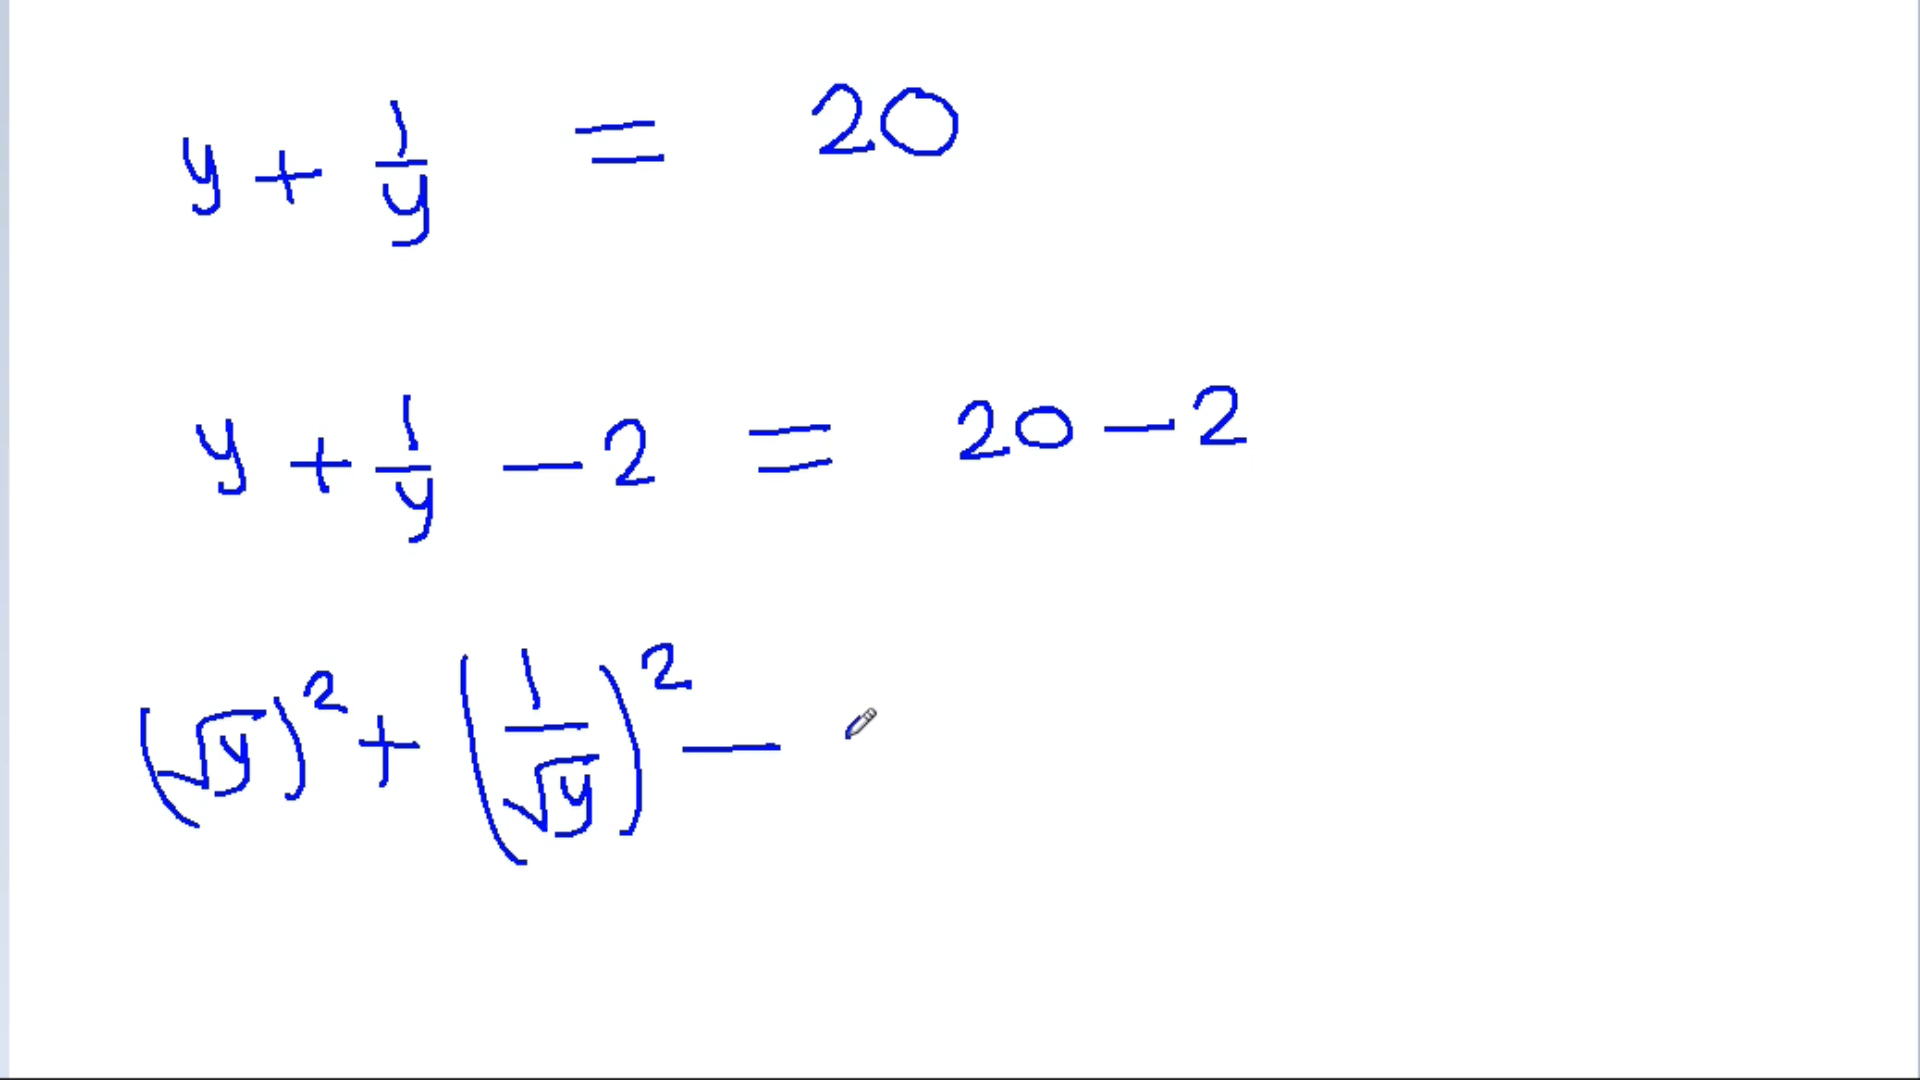 y + 1/y = 20
y + 1/y - 2 = 20 - 2
(√y)² + (1/√y)² -